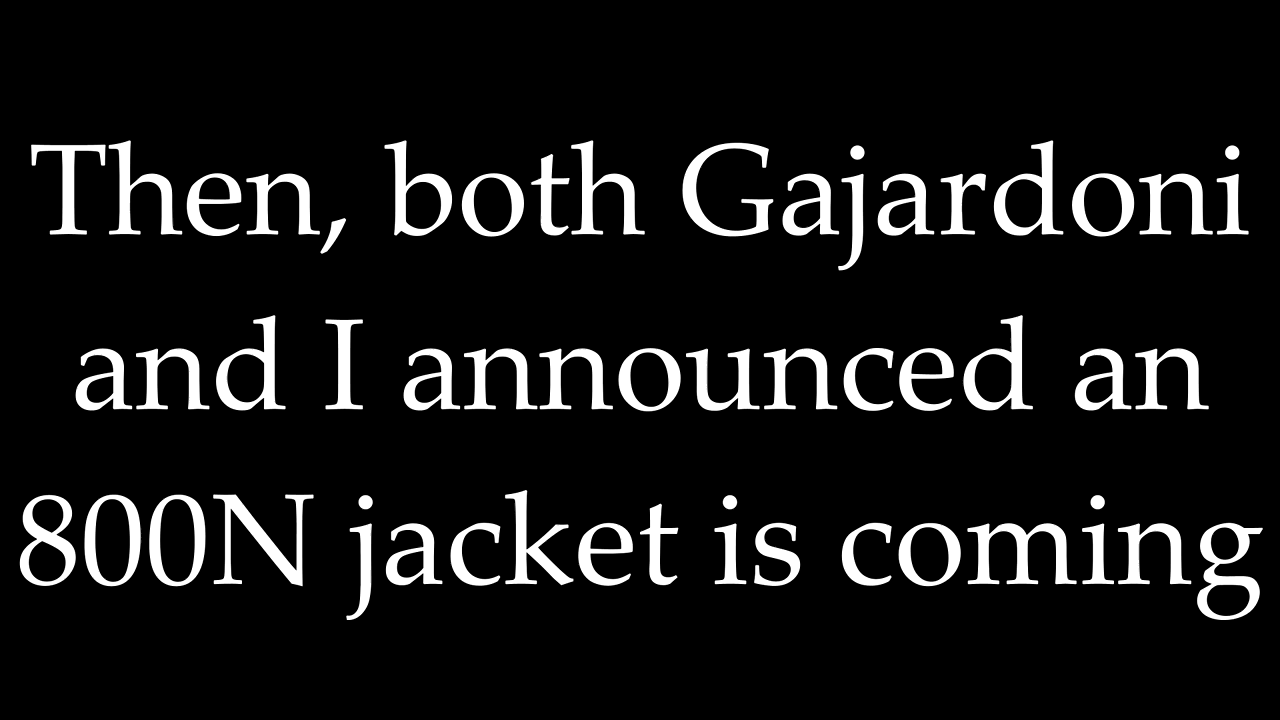 Then, both Gajardoni
and I announced an
800N jacket is coming